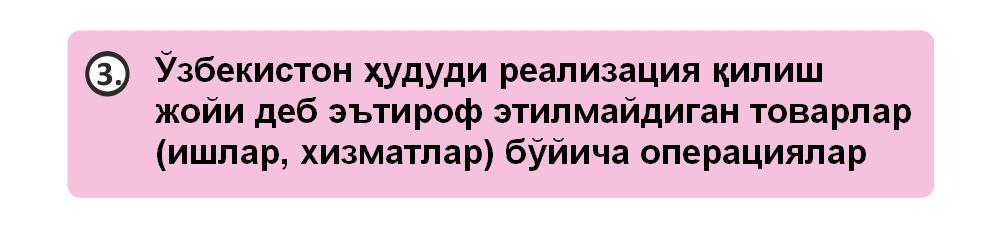 3. Ўзбекистон ҳудуди реализация қилиш
жойи деб эътироф этилмайдиган товарлар
(ишлар, хизматлар) бўйича операциялар